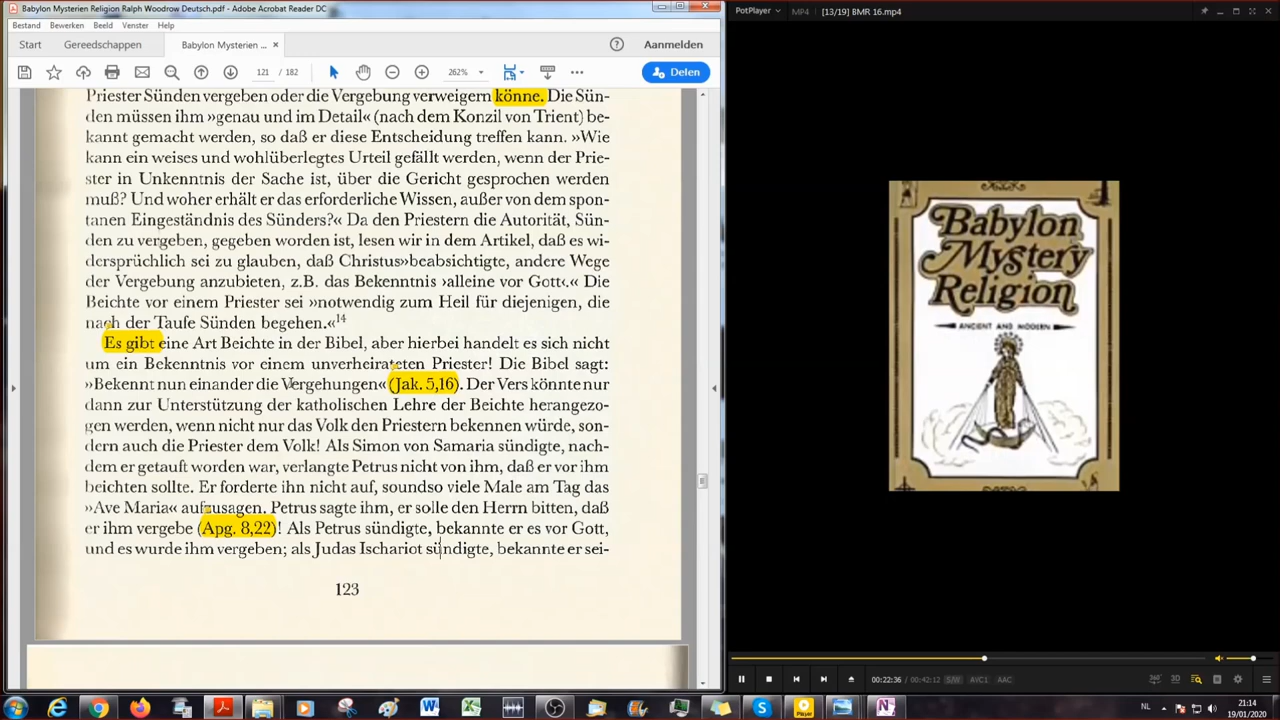 Babylon Mysterien Religion Ralph Woodrow Deutsch.pdf - Adobe Acrobat Reader DC
Bestand Bewerken Beeld Venster Help
Start Gereedschappen Babylon Mysterien ... × Aanmelden
121 / 182 262% Delen
Priester Sünden vergeben oder die Vergebung verweigern könne. Die Sün-
den müssen ihm »genau und im Detail« (nach dem Konzil von Trient) be-
kannt gemacht werden, so daß er diese Entscheidung treffen kann. »Wie
kann ein weises und wohlüberlegtes Urteil gefällt werden, wenn der Prie-
ster in Unkenntnis der Sache ist, über die Gericht gesprochen werden
muß? Und woher erhält er das erforderliche Wissen, außer von dem spon-
tanen Eingeständnis des Sünders?« Da den Priestern die Autorität, Sün-
den zu vergeben, gegeben worden ist, lesen wir in dem Artikel, daß es wi-
dersprüchlich sei zu glauben, daß Christus»beabsichtigte, andere Wege
der Vergebung anzubieten, z.B. das Bekenntnis ›alleine vor Gott‹.« Die
Beichte vor einem Priester sei »notwendig zum Heil für diejenigen, die
nach der Taufe Sünden begehen.«14
Es gibt eine Art Beichte in der Bibel, aber hierbei handelt es sich nicht
um ein Bekenntnis vor einem unverheirateten Priester! Die Bibel sagt:
»Bekennt nun einander die Vergehungen« (Jak. 5,16). Der Vers könnte nur
dann zur Unterstützung der katholischen Lehre der Beichte herangezo-
gen werden, wenn nicht nur das Volk den Priestern bekennen würde, son-
dern auch die Priester dem Volk! Als Simon von Samaria sündigte, nach-
dem er getauft worden war, verlangte Petrus nicht von ihm, daß er vor ihm
beichten sollte. Er forderte ihn nicht auf, soundso viele Male am Tag das
»Ave Maria« aufzusagen. Petrus sagte ihm, er solle den Herrn bitten, daß
er ihm vergebe (Apg. 8,22)! Als Petrus sündigte, bekannte er es vor Gott,
und es wurde ihm vergeben; als Judas Ischariot sündigte, bekannte er sei-
123
PotPlayer MP4 [13/19] BMR 16.mp4
Babylon
Mystery
Religion
ANCIENT AND MODERN
00:22:36 / 00:42:12 S/W AVC1 AAC
360° 3D
NL 21:14
19/01/2020